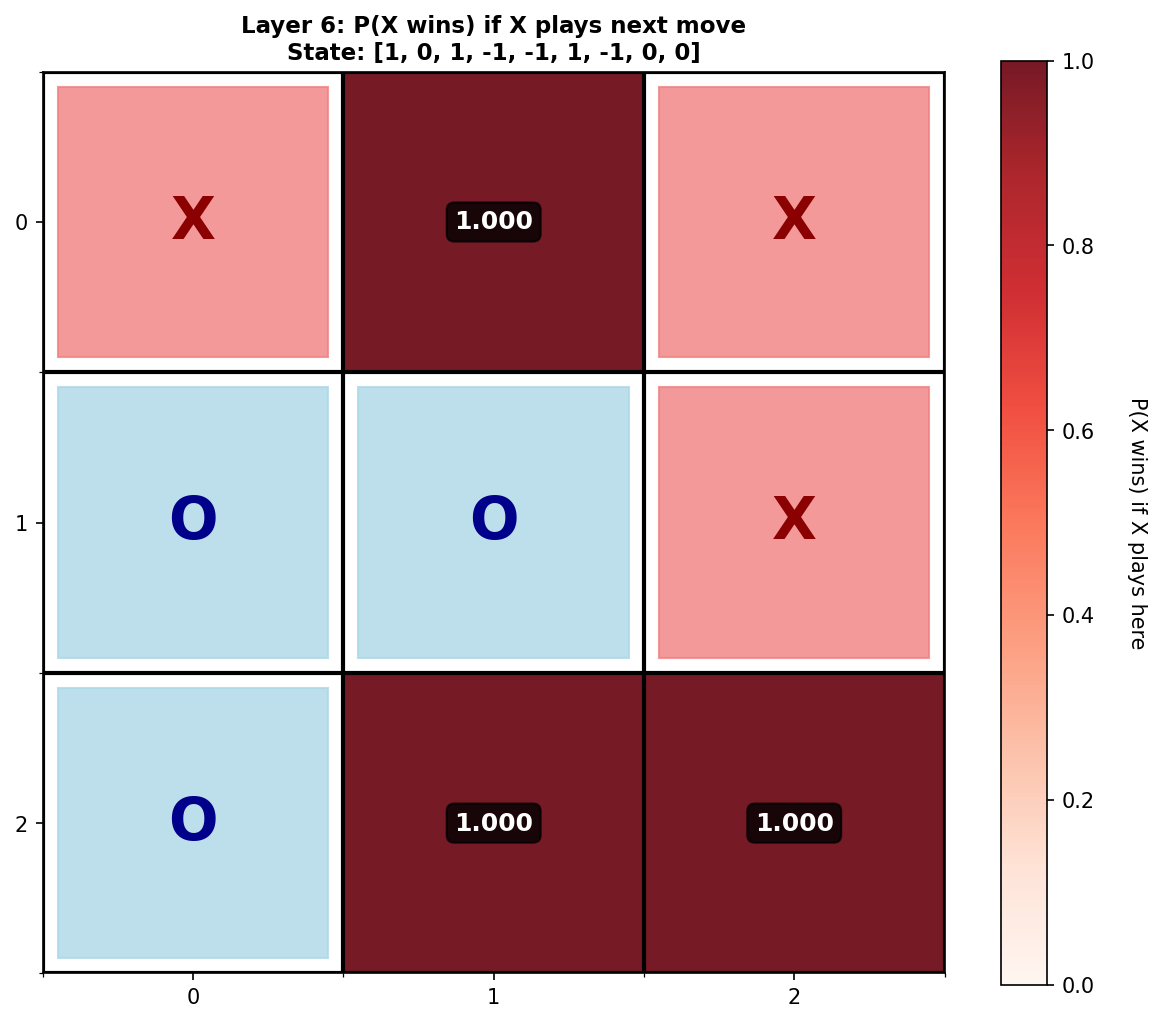 Layer 6: P(X wins) if X plays next move
State: [1, 0, 1, -1, -1, 1, -1, 0, 0]
0
X
1.000
X
1
O
O
X
2
O
1.000
1.000
0
1
2
1.0
0.8
0.6
0.4
0.2
0.0
P(X wins) if X plays here